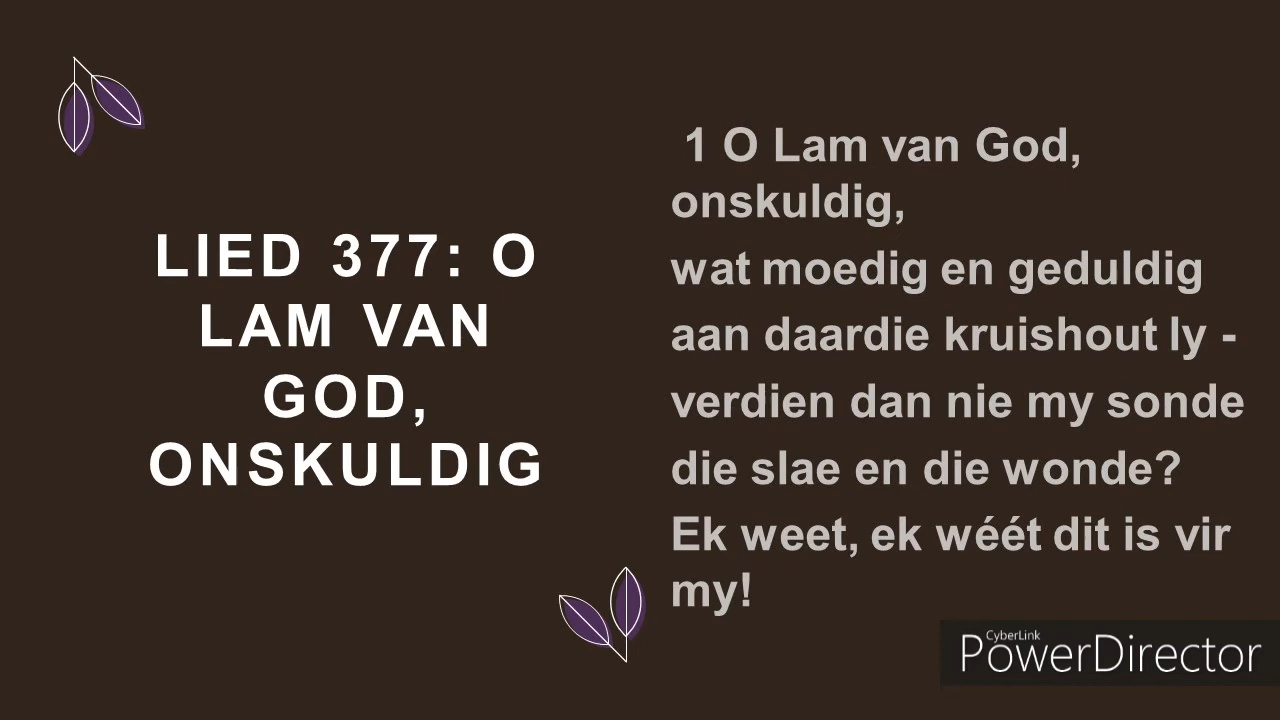 LIED 377: O
LAM VAN
GOD,
ONSKULDIG
1 O Lam van God,
onskuldig,
wat moedig en geduldig
aan daardie kruishout ly -
verdien dan nie my sonde
die slae en die wonde?
Ek weet, ek wéét dit is vir
my!
CyberLink
PowerDirector